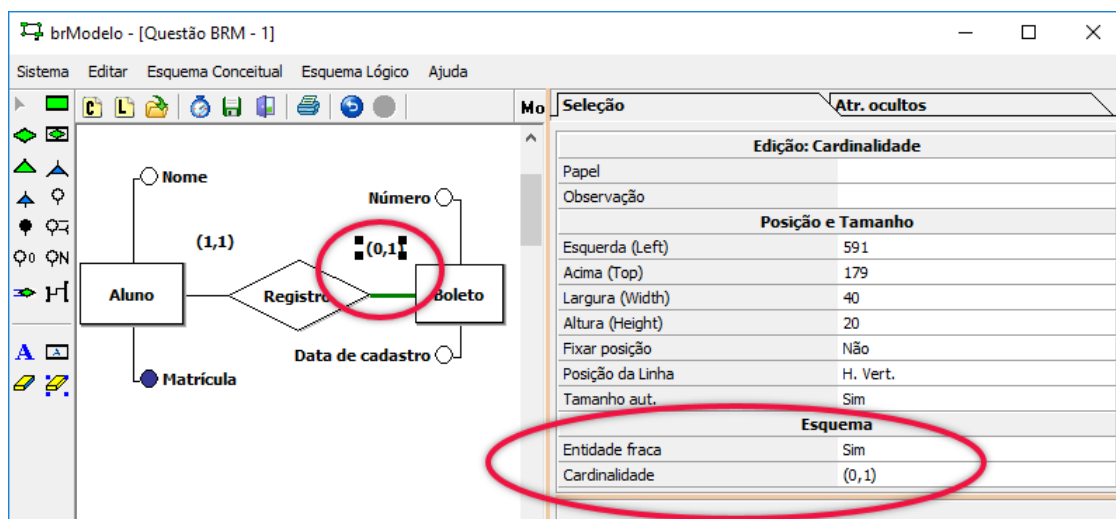 brModelo - [Questão BRM - 1]
Sistema Editar Esquema Conceitual Esquema Lógico Ajuda
Mo
Seleção
Atr. ocultos
Edição: Cardinalidade
Papel
Observação
Posição e Tamanho
Esquerda (Left) 591
Acima (Top) 179
Largura (Width) 40
Altura (Height) 20
Fixar posição Não
Posição da Linha H. Vert.
Tamanho aut. Sim
Esquema
Entidade fraca Sim
Cardinalidade (0,1)
Nome
Número
(1,1)
(0,1)
Aluno
Registro
Boleto
Data de cadastro
Matrícula
C
L
0
N
A
A